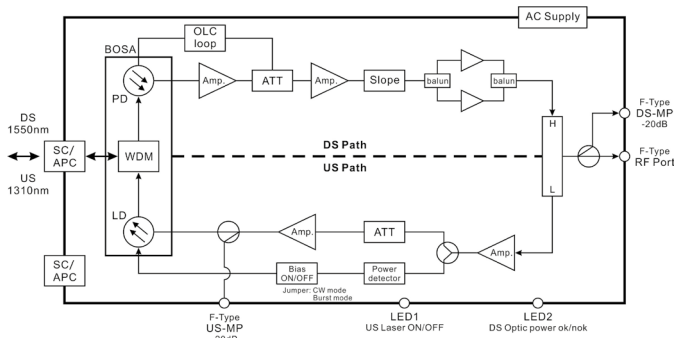 AC Supply
OLC
loop
BOSA
PD
Amp.
ATT
Amp.
Slope
balun
balun
F-Type
DS-MP
-20dB
DS
1550nm
H
SC/
APC
WDM
DS Path
US Path
F-Type
RF Port
US
1310nm
L
LD
Amp.
ATT
Amp.
SC/
APC
Bias
ON/OFF
Power
detector
Jumper: CW mode
Burst mode
F-Type
US-MP
-20dB
LED1
US Laser ON/OFF
LED2
DS Optic power ok/nok